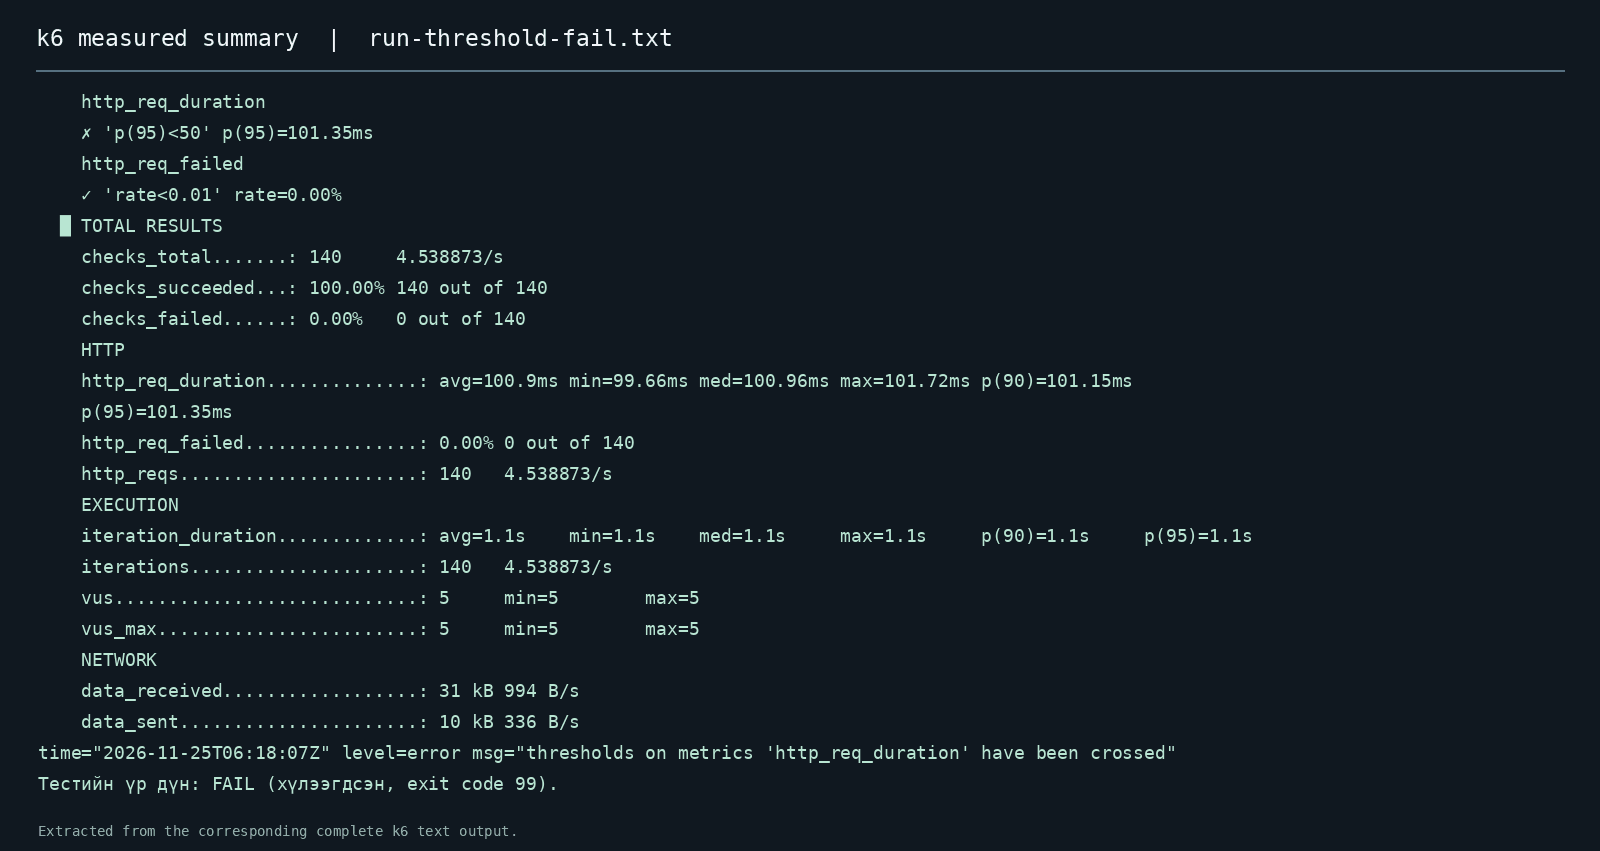 k6 measured summary  |  run-threshold-fail.txt
http_req_duration
✗ 'p(95)<50' p(95)=101.35ms
http_req_failed
✓ 'rate<0.01' rate=0.00%
█ TOTAL RESULTS
checks_total.......: 140     4.538873/s
checks_succeeded...: 100.00% 140 out of 140
checks_failed......: 0.00%   0 out of 140
HTTP
http_req_duration..............: avg=100.9ms min=99.66ms med=100.96ms max=101.72ms p(90)=101.15ms
p(95)=101.35ms
http_req_failed................: 0.00% 0 out of 140
http_reqs......................: 140   4.538873/s
EXECUTION
iteration_duration.............: avg=1.1s    min=1.1s    med=1.1s     max=1.1s     p(90)=1.1s     p(95)=1.1s
iterations.....................: 140   4.538873/s
vus............................: 5     min=5        max=5
vus_max........................: 5     min=5        max=5
NETWORK
data_received..................: 31 kB 994 B/s
data_sent......................: 10 kB 336 B/s
time="2026-11-25T06:18:07Z" level=error msg="thresholds on metrics 'http_req_duration' have been crossed"
Тестийн үр дүн: FAIL (хүлээгдсэн, exit code 99).
Extracted from the corresponding complete k6 text output.